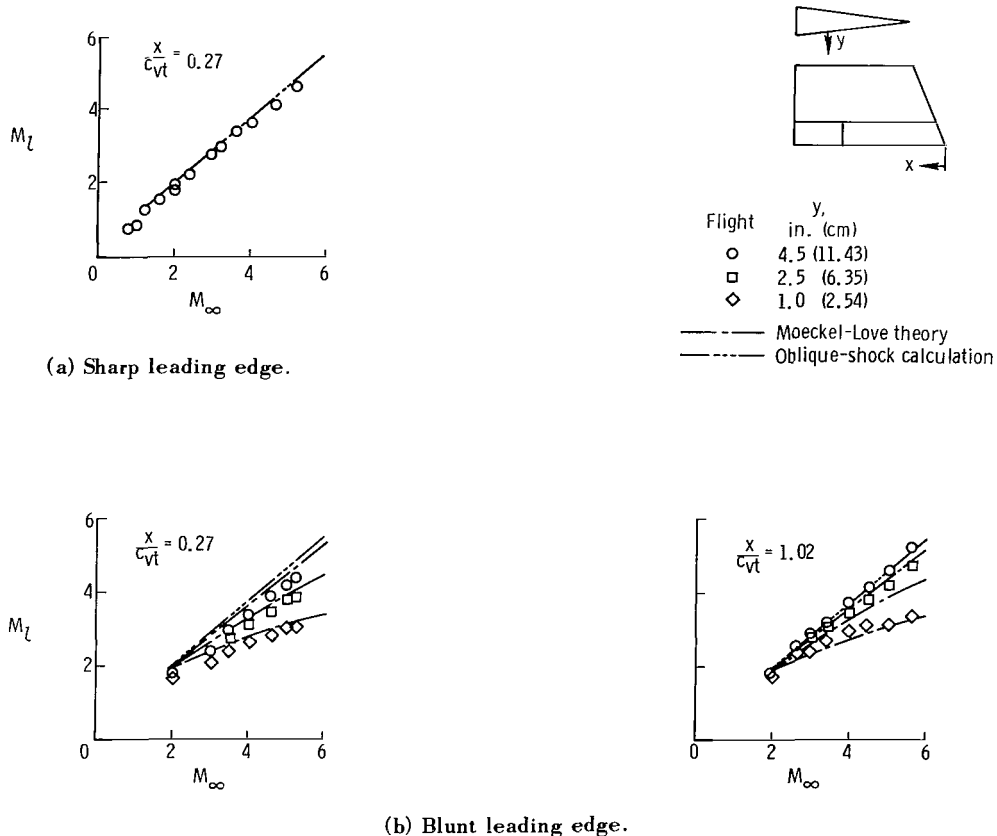 6
4
2
0
2
4
6
M_l
M_∞
x/c_vt = 0.27
(a) Sharp leading edge.
y
x
Flight
y,
in. (cm)
4.5 (11.43)
2.5 (6.35)
1.0 (2.54)
Moeckel-Love theory
Oblique-shock calculation
6
4
2
0
2
4
6
M_l
M_∞
x/c_vt = 0.27
0
2
4
6
M_∞
x/c_vt = 1.02
(b) Blunt leading edge.